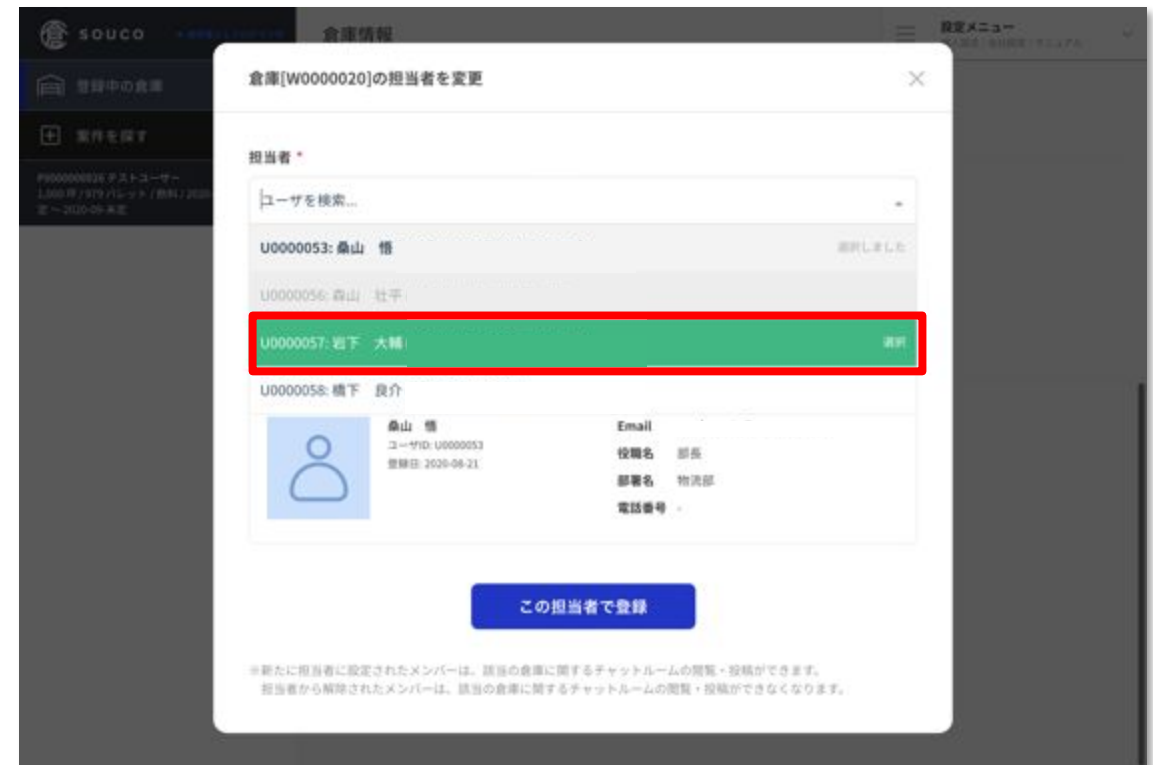 souco
倉庫情報
設定メニュー
登録中の倉庫
案件を探す
倉庫[W0000020]の担当者を変更
担当者 *
ユーザを検索...
U0000053: 桑山 悟 選択しました
U0000056: 森山 壮平
U0000057: 岩下 大輔 選択
U0000058: 橋下 良介
桑山 悟
ユーザID: U0000053
登録日: 2020-08-21
Email
役職名 部長
部署名 物流部
電話番号 -
この担当者で登録
※新たに担当者に設定されたメンバーは、該当の倉庫に関するチャットルームの閲覧・投稿ができます。
担当者から解除されたメンバーは、該当の倉庫に関するチャットルームの閲覧・投稿ができなくなります。